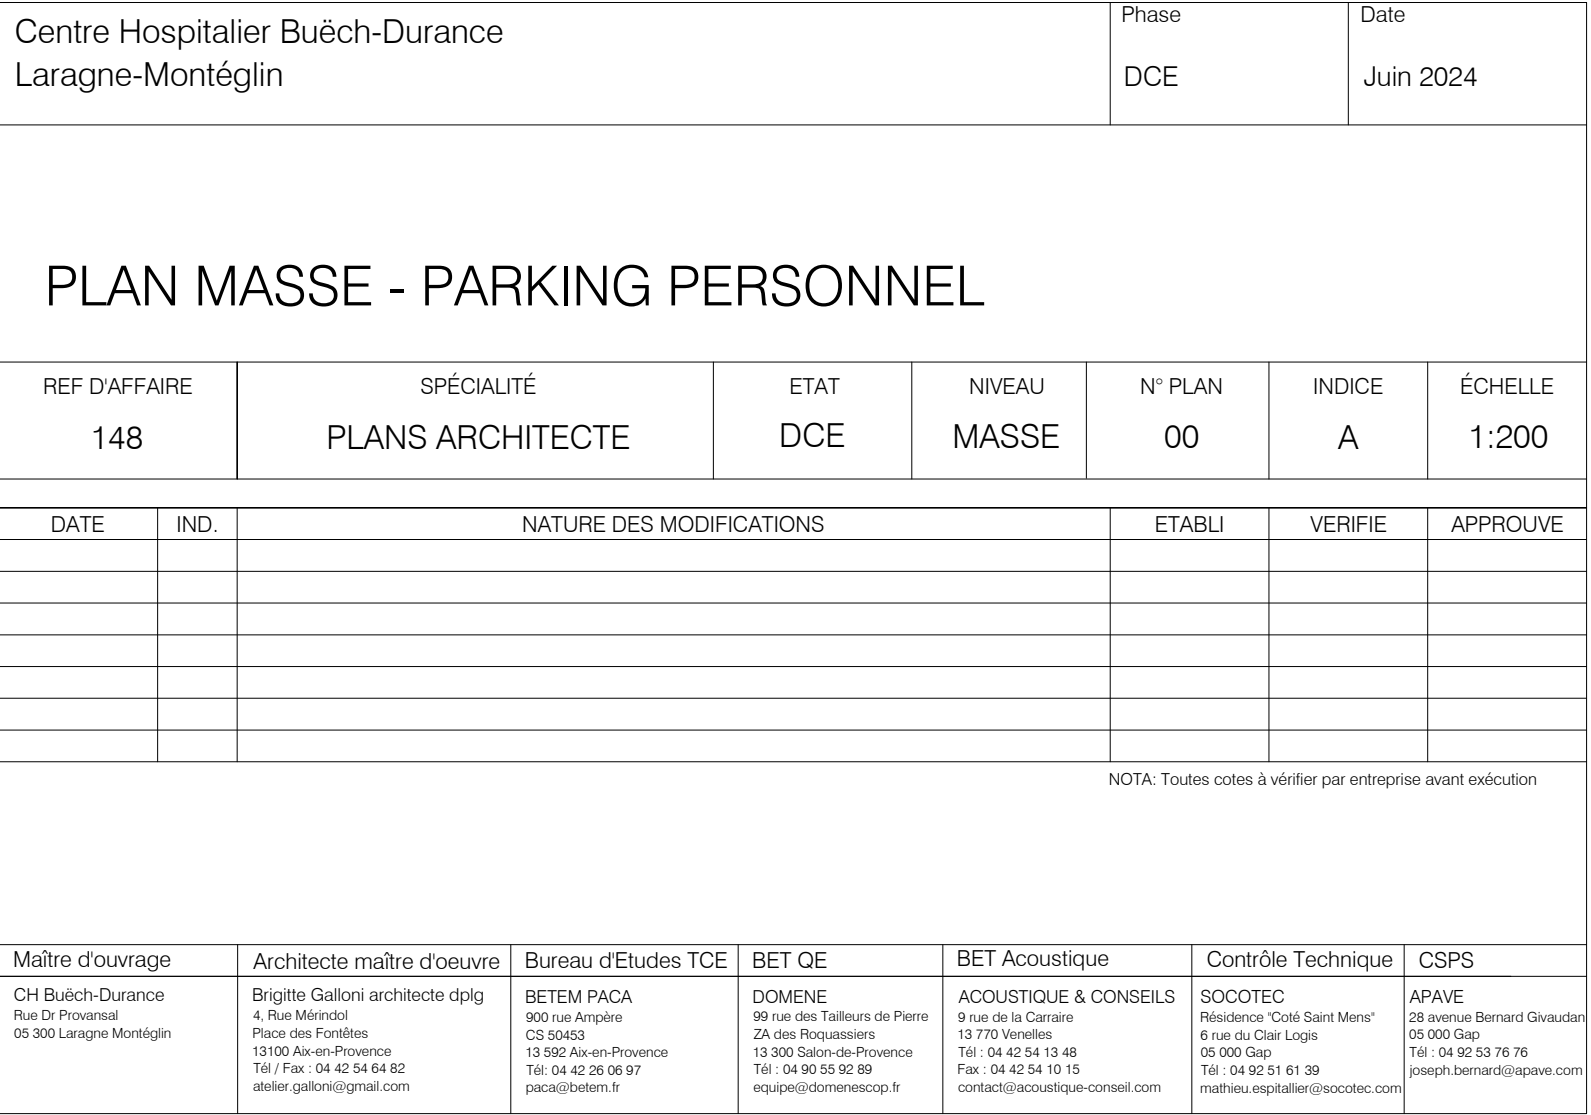 Centre Hospitalier Buëch-Durance
Laragne-Montéglin
Phase
DCE
Date
Juin 2024
PLAN MASSE - PARKING PERSONNEL
REF D'AFFAIRE
148
SPÉCIALITÉ
PLANS ARCHITECTE
ETAT
DCE
NIVEAU
MASSE
N° PLAN
00
INDICE
A
ÉCHELLE
1:200
DATE
IND.
NATURE DES MODIFICATIONS
ETABLI
VERIFIE
APPROUVE
NOTA: Toutes cotes à vérifier par entreprise avant exécution
Maître d'ouvrage
CH Buëch-Durance
Rue Dr Provansal
05 300 Laragne Montéglin
Architecte maître d'oeuvre
Brigitte Galloni architecte dplg
4, Rue Mérindol
Place des Fontêtes
13100 Aix-en-Provence
Tél / Fax : 04 42 54 64 82
atelier.galloni@gmail.com
Bureau d'Etudes TCE
BETEM PACA
900 rue Ampère
CS 50453
13 592 Aix-en-Provence
Tél: 04 42 26 06 97
paca@betem.fr
BET QE
DOMENE
99 rue des Tailleurs de Pierre
ZA des Roquassiers
13 300 Salon-de-Provence
Tél : 04 90 55 92 89
equipe@domenescop.fr
BET Acoustique
ACOUSTIQUE & CONSEILS
9 rue de la Carraire
13 770 Venelles
Tél : 04 42 54 13 48
Fax : 04 42 54 10 15
contact@acoustique-conseil.com
Contrôle Technique
SOCOTEC
Résidence "Coté Saint Mens"
6 rue du Clair Logis
05 000 Gap
Tél : 04 92 51 61 39
mathieu.espitallier@socotec.com
CSPS
APAVE
28 avenue Bernard Givaudan
05 000 Gap
Tél : 04 92 53 76 76
joseph.bernard@apave.com